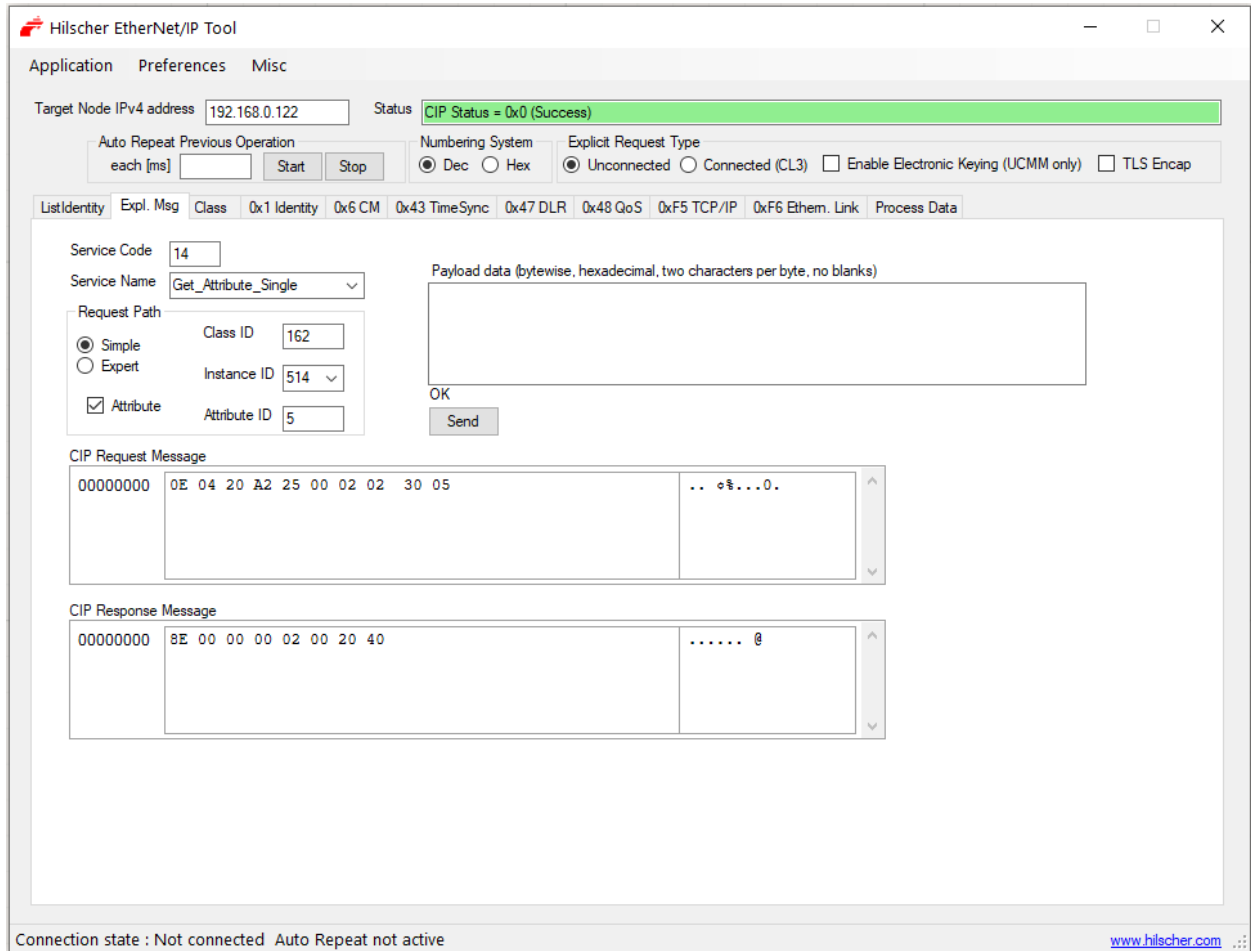 Hilscher EtherNet/IP Tool
Application Preferences Misc
Target Node IPv4 address 192.168.0.122 Status CIP Status = 0x0 (Success)
Auto Repeat Previous Operation Numbering System Explicit Request Type
each [ms] Start Stop Dec Hex Unconnected Connected (CL3) Enable Electronic Keying (UCMM only) TLS Encap
ListIdentity Expl. Msg Class 0x1 Identity 0x6 CM 0x43 TimeSync 0x47 DLR 0x48 QoS 0xF5 TCP/IP 0xF6 Ethern. Link Process Data
Service Code 14
Payload data (bytewise, hexadecimal, two characters per byte, no blanks)
Service Name Get_Attribute_Single
Request Path
Simple Class ID 162
Expert Instance ID 514
OK
Attribute Attribute ID 5
Send
CIP Request Message
00000000 0E 04 20 A2 25 00 02 02 30 05 .. ¢%...0.
CIP Response Message
00000000 8E 00 00 00 02 00 20 40 ...... @
Connection state : Not connected Auto Repeat not active www.hilscher.com